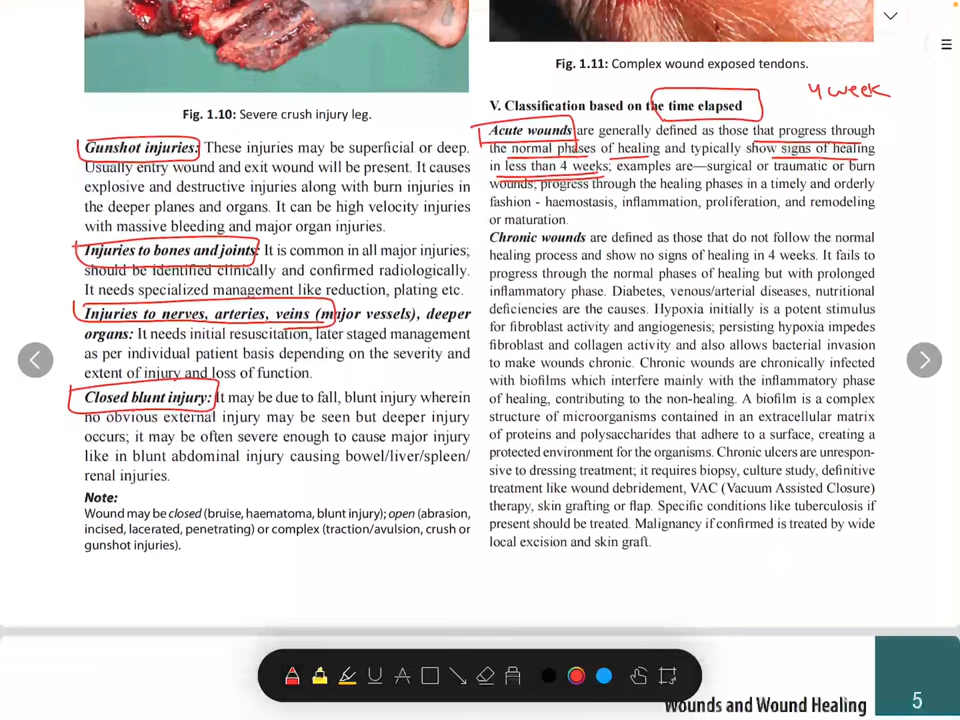 Fig. 1.10: Severe crush injury leg.
Gunshot injuries: These injuries may be superficial or deep.
Usually entry wound and exit wound will be present. It causes
explosive and destructive injuries along with burn injuries in
the deeper planes and organs. It can be high velocity injuries
with massive bleeding and major organ injuries.
Injuries to bones and joints: It is common in all major injuries;
should be identified clinically and confirmed radiologically.
It needs specialized management like reduction, plating etc.
Injuries to nerves, arteries, veins (major vessels), deeper
organs: It needs initial resuscitation, later staged management
as per individual patient basis depending on the severity and
extent of injury and loss of function.
Closed blunt injury: It may be due to fall, blunt injury wherein
no obvious external injury may be seen but deeper injury
occurs; it may be often severe enough to cause major injury
like in blunt abdominal injury causing bowel/liver/spleen/
renal injuries.
Note:
Wound may be closed (bruise, haematoma, blunt injury); open (abrasion,
incised, lacerated, penetrating) or complex (traction/avulsion, crush or
gunshot injuries).
Fig. 1.11: Complex wound exposed tendons.
4 week
V. Classification based on the time elapsed
Acute wounds are generally defined as those that progress through
the normal phases of healing and typically show signs of healing
in less than 4 weeks; examples are—surgical or traumatic or burn
wounds; progress through the healing phases in a timely and orderly
fashion - haemostasis, inflammation, proliferation, and remodeling
or maturation.
Chronic wounds are defined as those that do not follow the normal
healing process and show no signs of healing in 4 weeks. It fails to
progress through the normal phases of healing but with prolonged
inflammatory phase. Diabetes, venous/arterial diseases, nutritional
deficiencies are the causes. Hypoxia initially is a potent stimulus
for fibroblast activity and angiogenesis; persisting hypoxia impedes
fibroblast and collagen activity and also allows bacterial invasion
to make wounds chronic. Chronic wounds are chronically infected
with biofilms which interfere mainly with the inflammatory phase
of healing, contributing to the non-healing. A biofilm is a complex
structure of microorganisms contained in an extracellular matrix
of proteins and polysaccharides that adhere to a surface, creating a
protected environment for the organisms. Chronic ulcers are unrespon-
sive to dressing treatment; it requires biopsy, culture study, definitive
treatment like wound debridement, VAC (Vacuum Assisted Closure)
therapy, skin grafting or flap. Specific conditions like tuberculosis if
present should be treated. Malignancy if confirmed is treated by wide
local excision and skin graft.
Wounds and Wound Healing
5